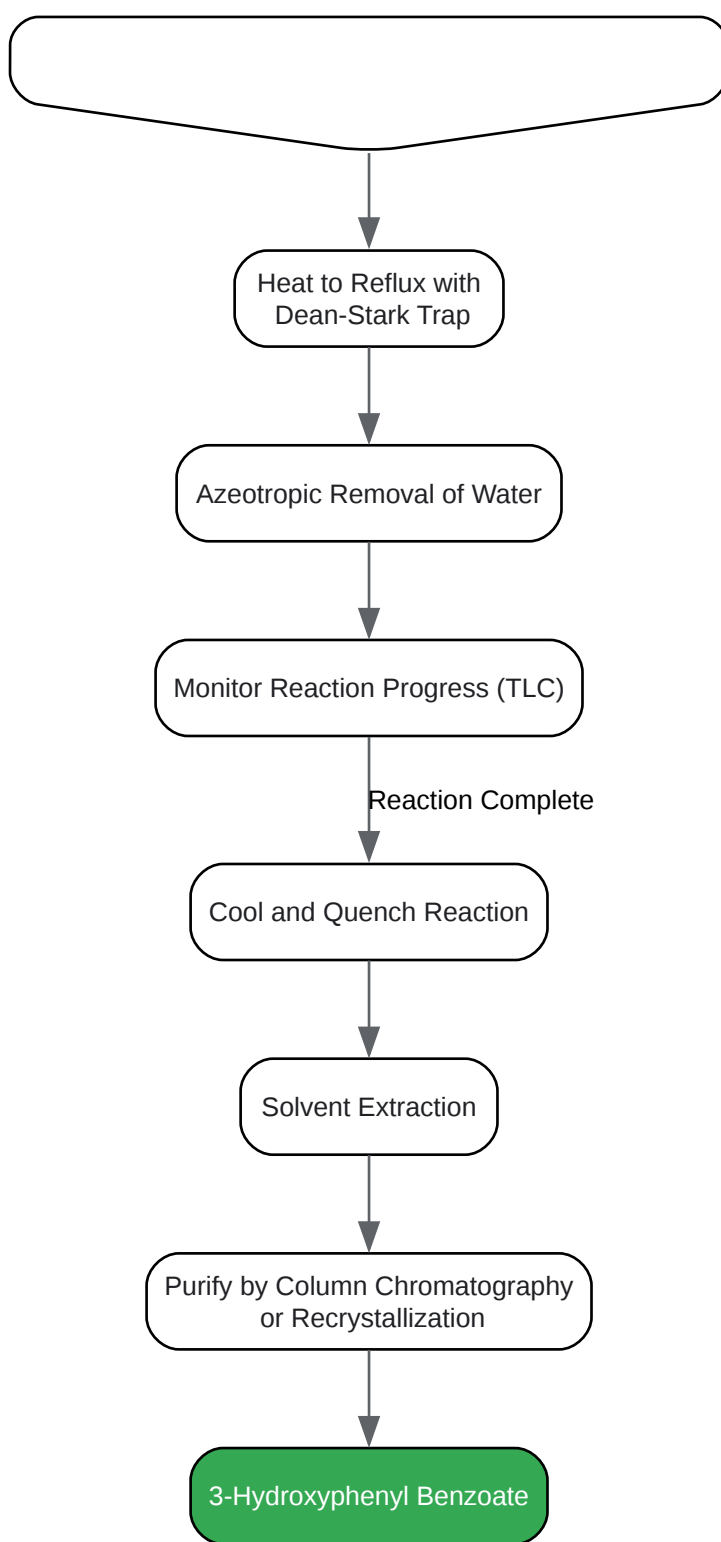 Heat to Reflux with
Dean-Stark Trap
Azeotropic Removal of Water
Monitor Reaction Progress (TLC)
Reaction Complete
Cool and Quench Reaction
Solvent Extraction
Purify by Column Chromatography
or Recrystallization
3-Hydroxyphenyl Benzoate